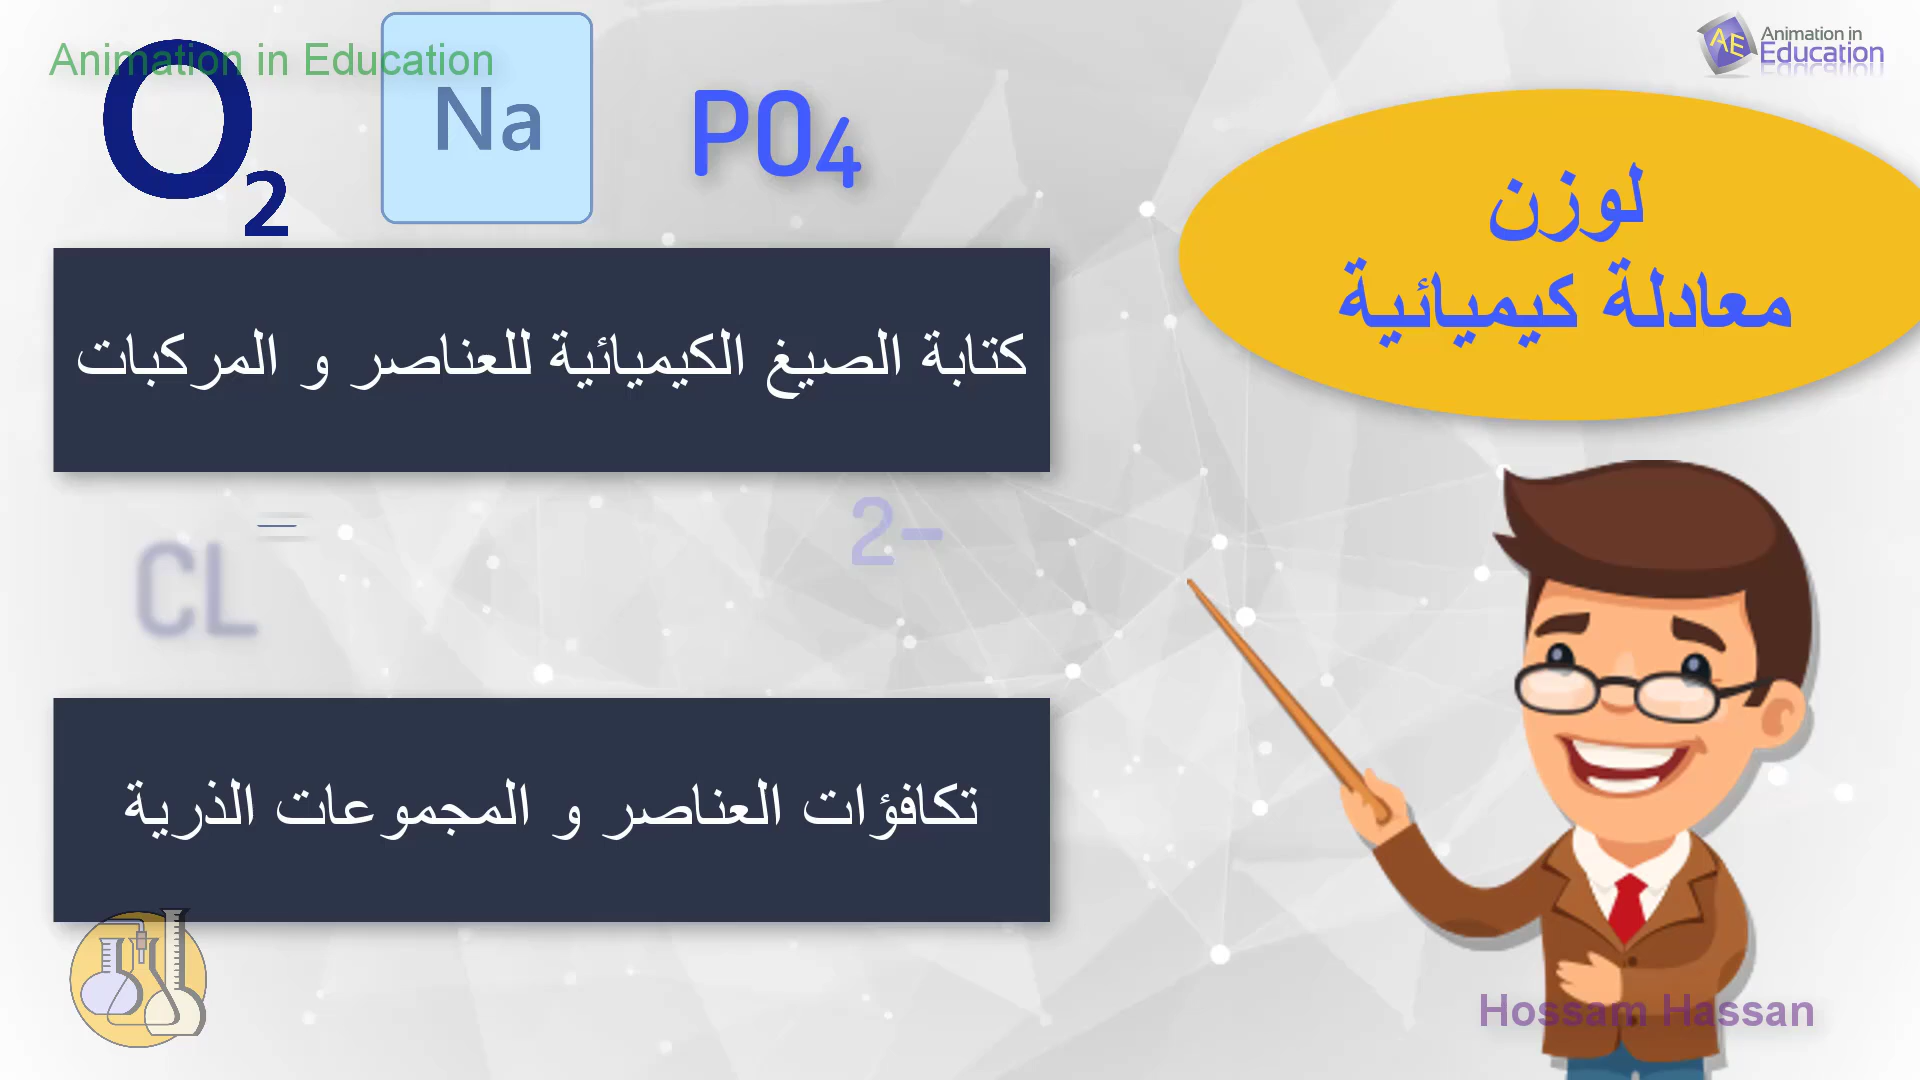 Animation in Education
O2
Na
PO4
Animation in
Education
AE
لوزن
معادلة كيميائية
كتابة الصيغ الكيميائية للعناصر و المركبات
CL
2-
تكافؤات العناصر و المجموعات الذرية
Hossam Hassan